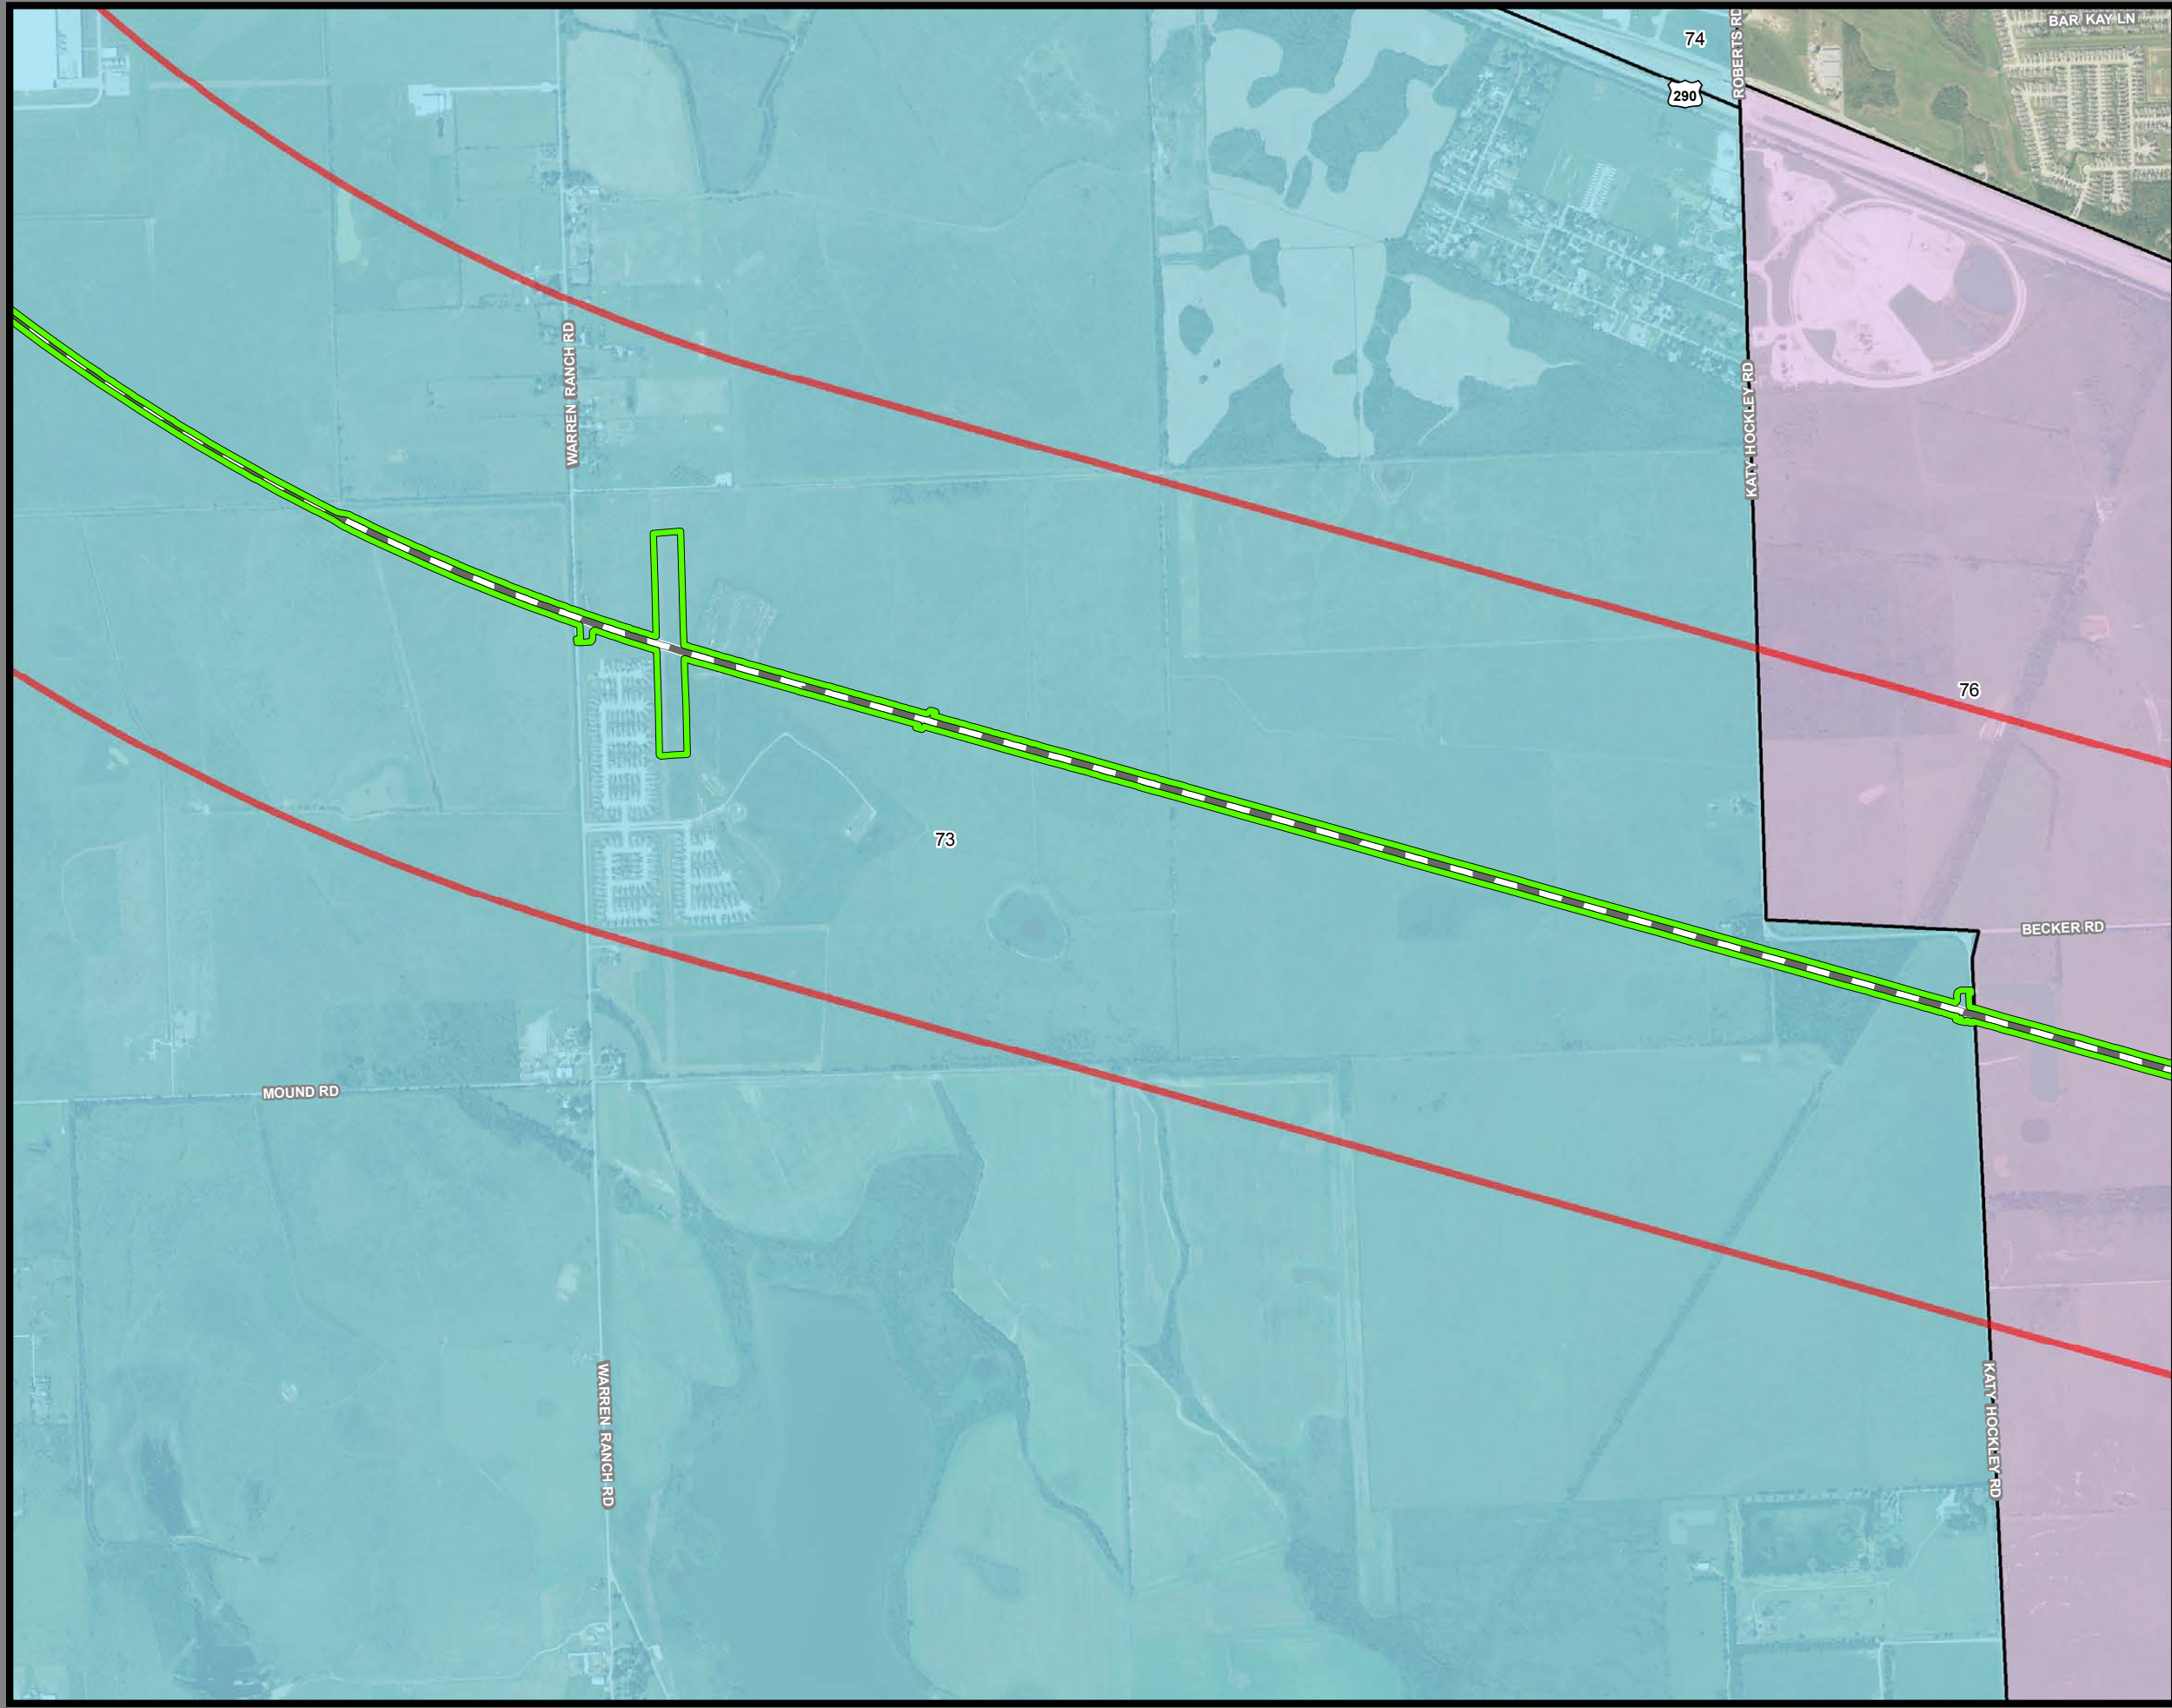 BAR KAY LN
74
ROBERTS RD
290
WARREN RANCH RD
KATY HOCKLEY RD
76
73
BECKER RD
MOUND RD
WARREN RANCH RD
KATY HOCKLEY RD